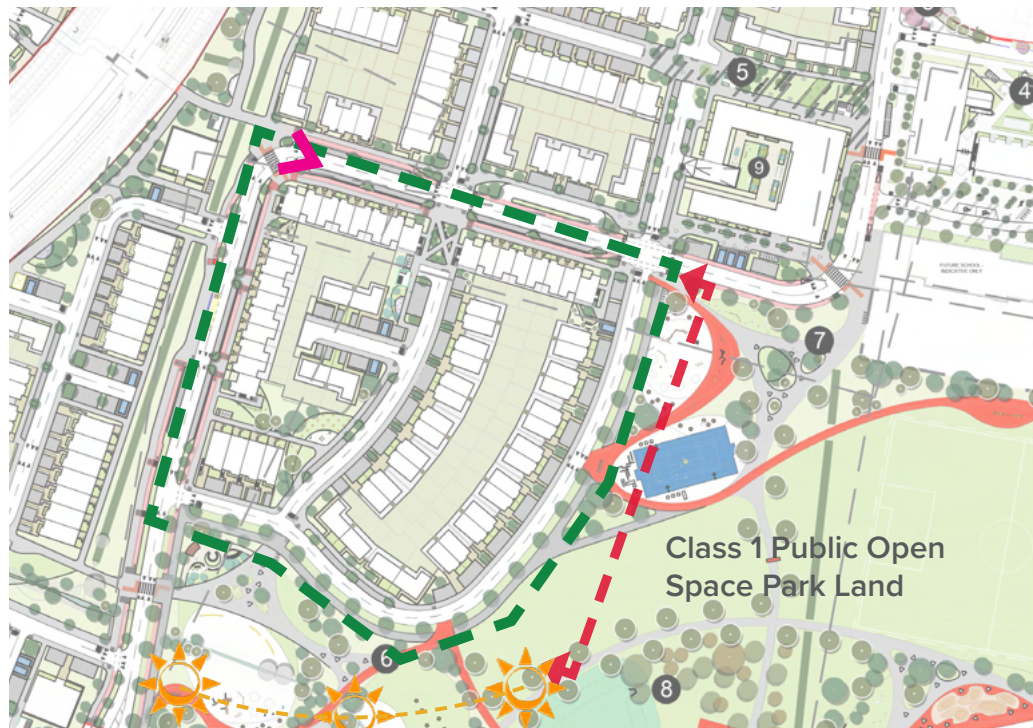 5
4
9
FUTURE SCHOOL -
INDICATIVE ONLY
7
Class 1 Public Open
Space Park Land
6
8